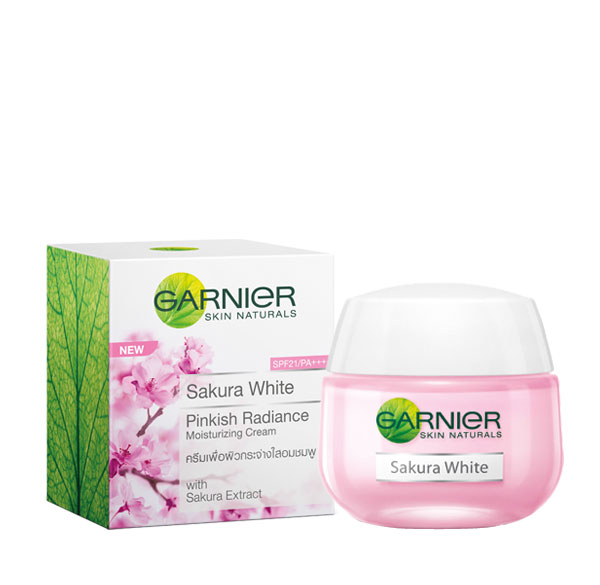 GARNIER
SKIN NATURALS
NEW
SPF21/PA+++
Sakura White
Pinkish Radiance
Moisturizing Cream
ครีมเพื่อผิวกระจ่างใสอมชมพู
with
Sakura Extract
GARNIER
SKIN NATURALS
Sakura White